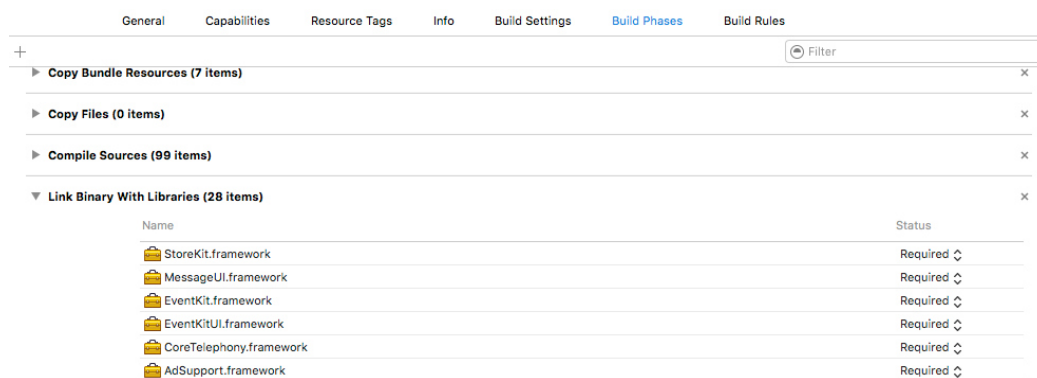 General Capabilities Resource Tags Info Build Settings Build Phases Build Rules
+ Filter
Copy Bundle Resources (7 items) ×
Copy Files (0 items) ×
Compile Sources (99 items) ×
Link Binary With Libraries (28 items) ×
Name Status
StoreKit.framework Required
MessageUI.framework Required
EventKit.framework Required
EventKitUI.framework Required
CoreTelephony.framework Required
AdSupport.framework Required